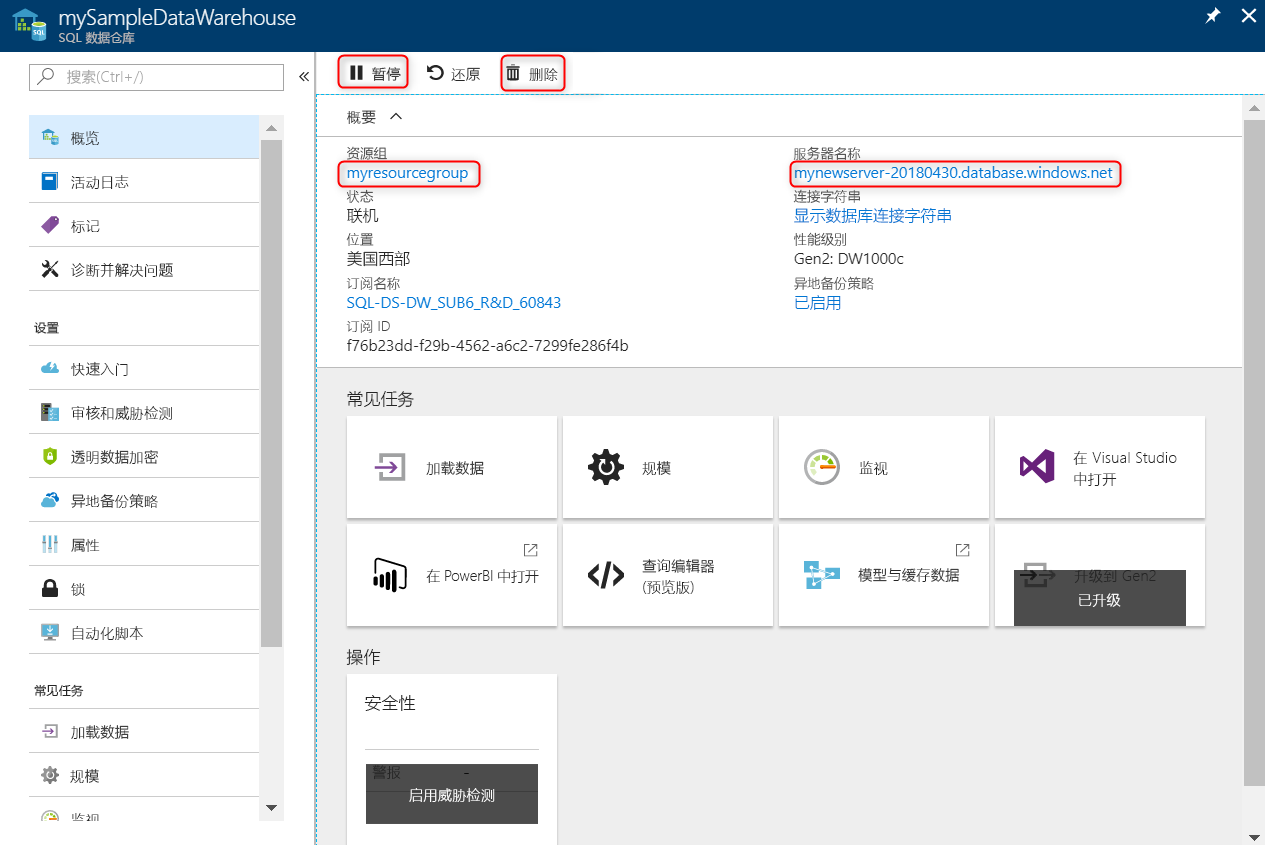 mySampleDataWarehouse
SQL 数据仓库
搜索(Ctrl+/)
概览
活动日志
标记
诊断并解决问题
设置
快速入门
审核和威胁检测
透明数据加密
异地备份策略
属性
锁
自动化脚本
常见任务
加载数据
规模
监视
暂停
还原
删除
概要
资源组
myresourcegroup
状态
联机
位置
美国西部
订阅名称
SQL-DS-DW_SUB6_R&D_60843
订阅 ID
f76b23dd-f29b-4562-a6c2-7299fe286f4b
服务器名称
mynewserver-20180430.database.windows.net
连接字符串
显示数据库连接字符串
性能级别
Gen2: DW1000c
异地备份策略
已启用
常见任务
加载数据
规模
监视
在 Visual Studio
中打开
在 PowerBI 中打开
查询编辑器
(预览版)
模型与缓存数据
升级到 Gen2
已升级
操作
安全性
警报 -
启用威胁检测
SQL